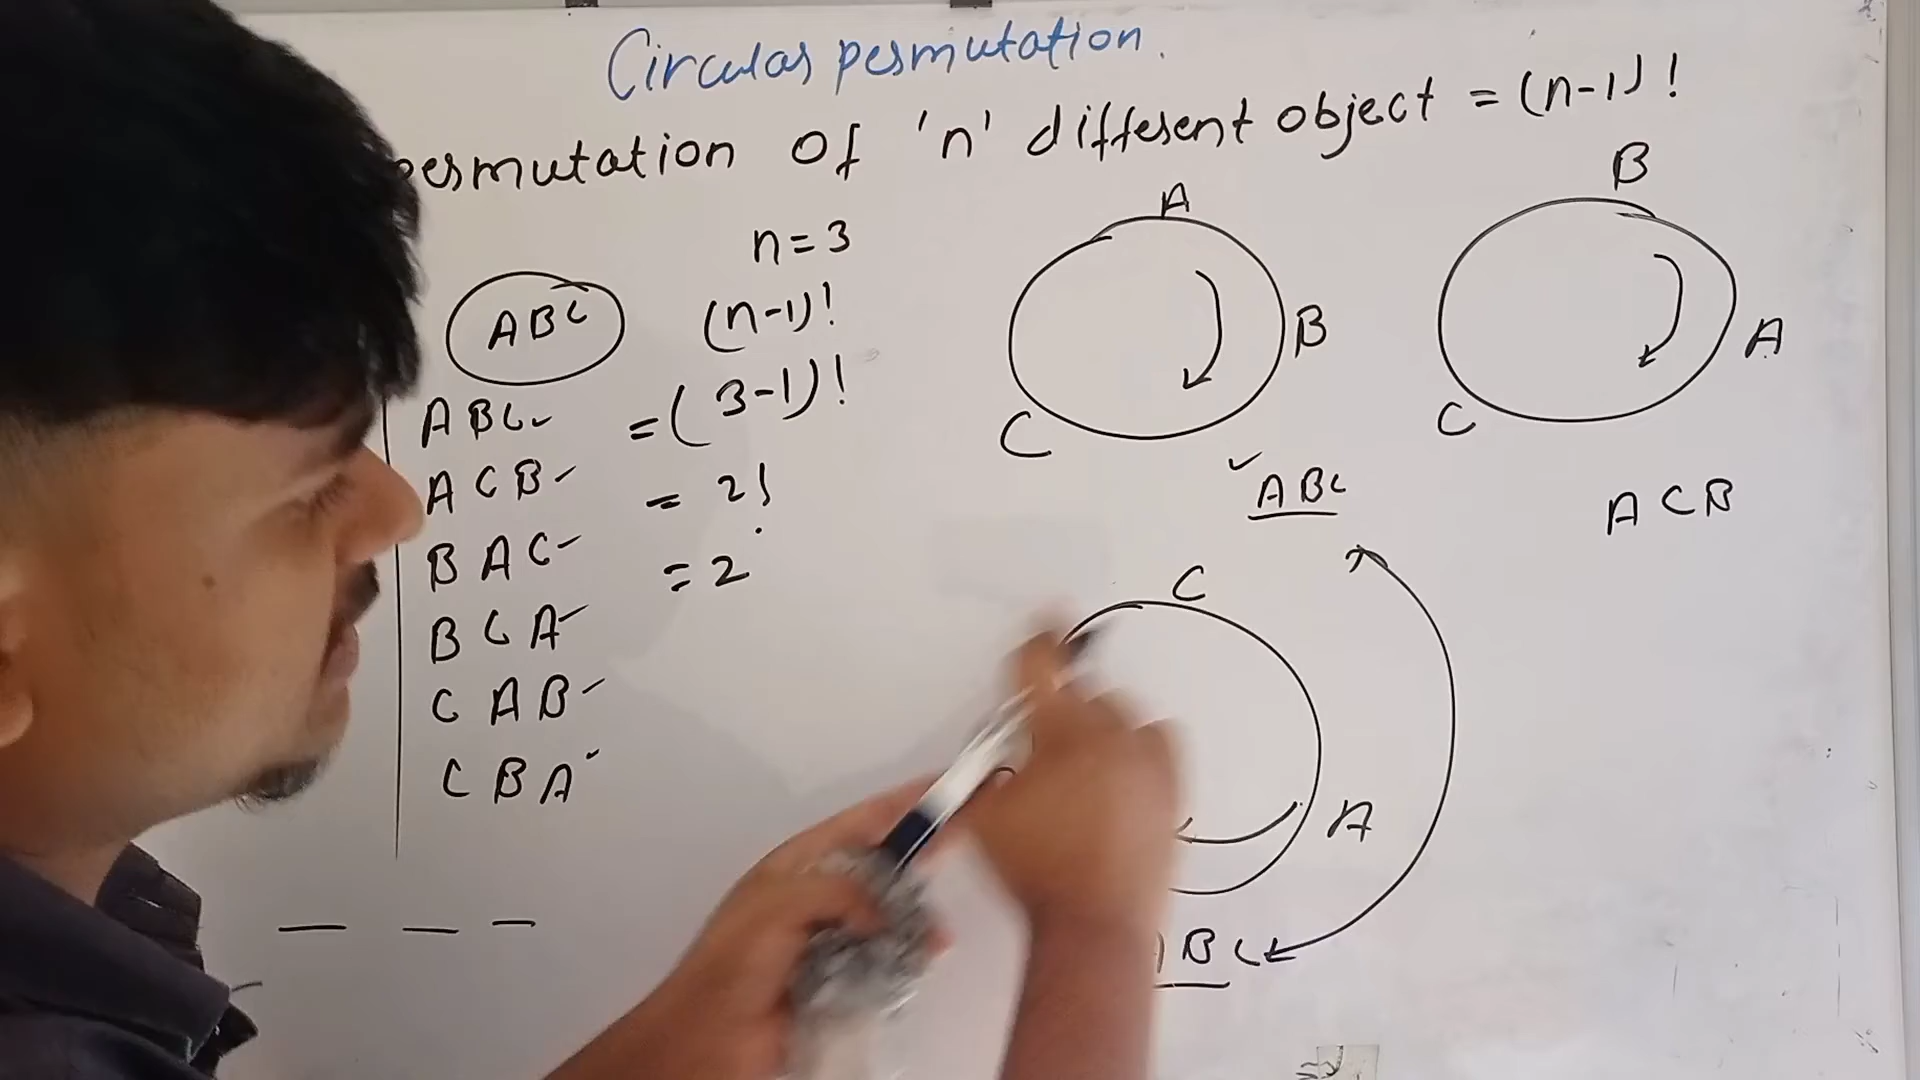 Circular permutation.
permutation of 'n' different object = (n-1)!
n=3
ABC
(n-1)!
ABC
= (3-1)!
ACB
= 2!
BAC
= 2
BCA
CAB
CBA
A
B
C
ABC
B
A
C
ACB
C
A
BC